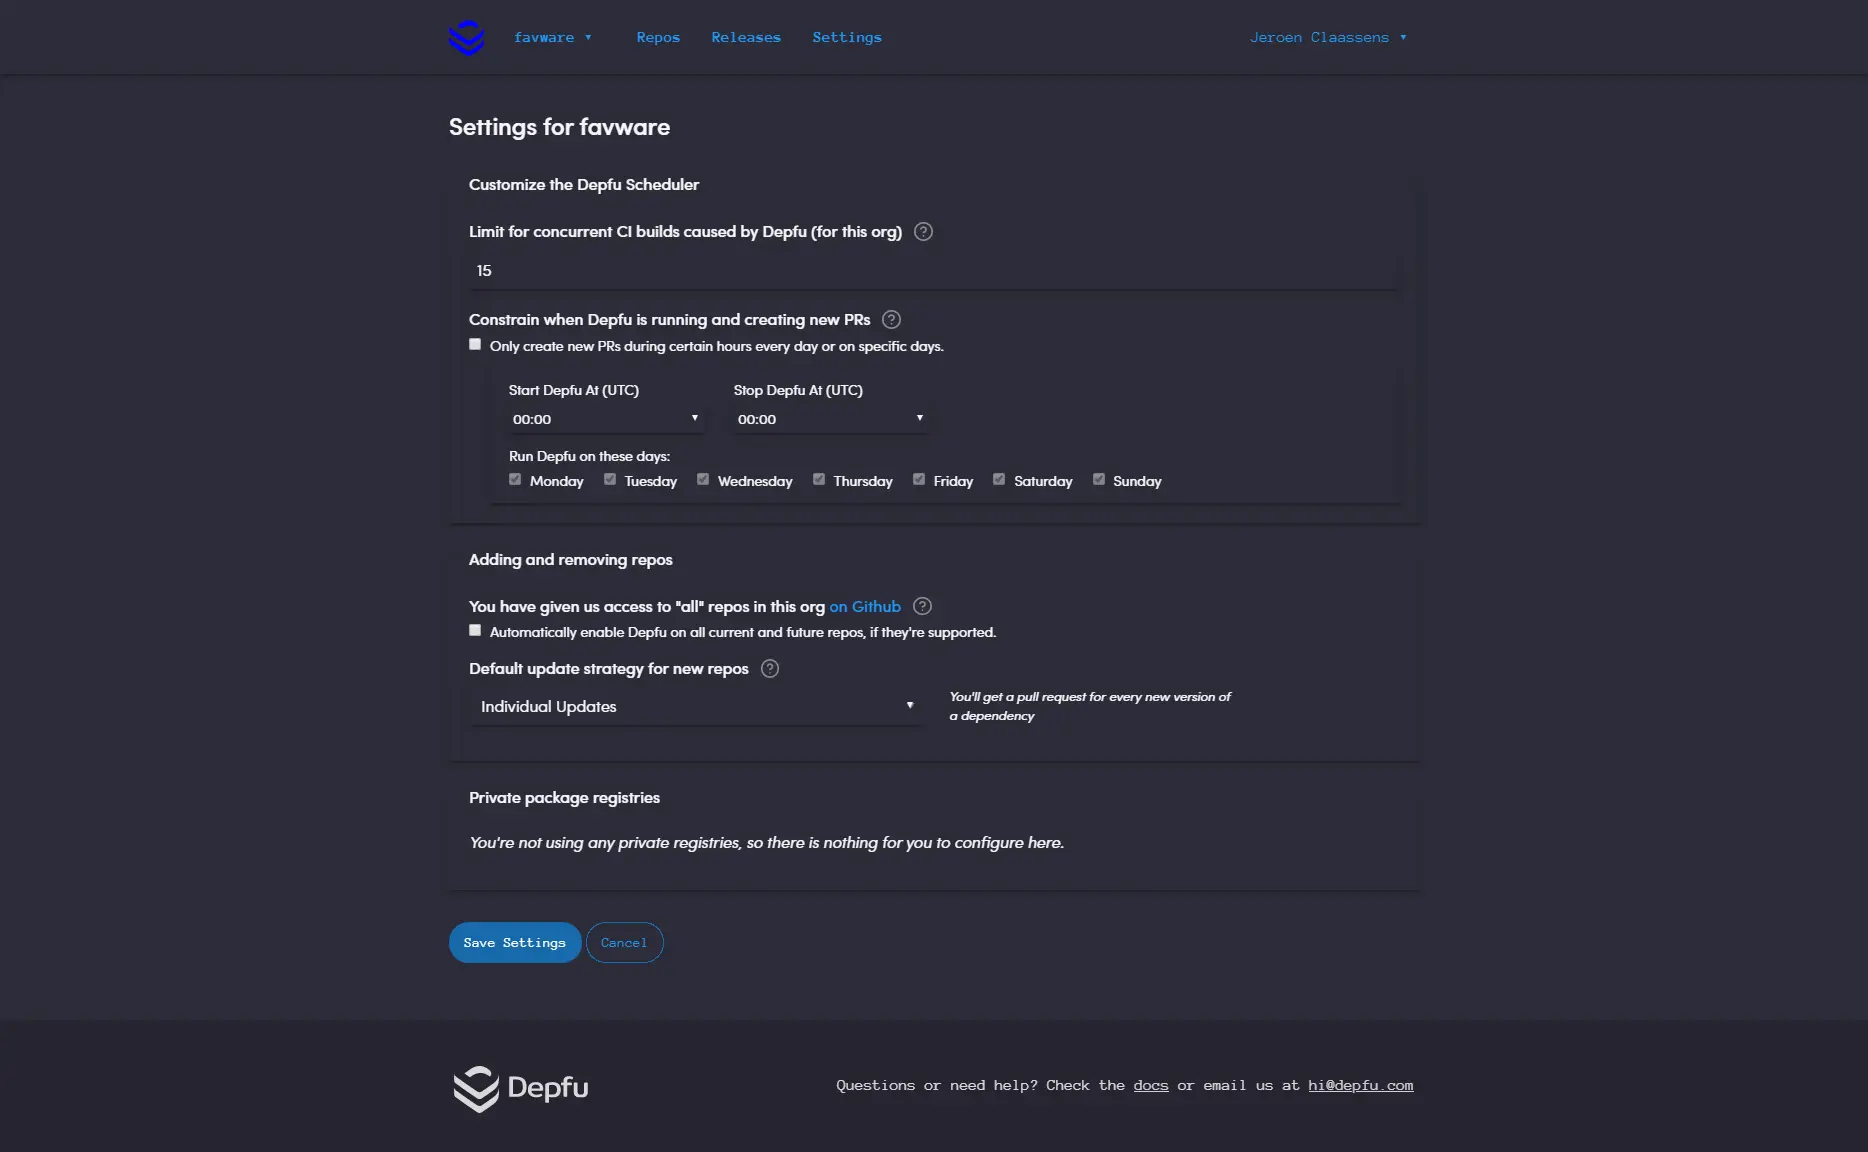 favware ▾ Repos Releases Settings Jeroen Claassens ▾
Settings for favware
Customize the Depfu Scheduler
Limit for concurrent CI builds caused by Depfu (for this org) ?
15
Constrain when Depfu is running and creating new PRs ?
Only create new PRs during certain hours every day or on specific days.
Start Depfu At (UTC) Stop Depfu At (UTC)
00:00 ▾ 00:00 ▾
Run Depfu on these days:
Monday Tuesday Wednesday Thursday Friday Saturday Sunday
Adding and removing repos
You have given us access to "all" repos in this org on Github ?
Automatically enable Depfu on all current and future repos, if they're supported.
Default update strategy for new repos ?
Individual Updates ▾
You'll get a pull request for every new version of
a dependency
Private package registries
You're not using any private registries, so there is nothing for you to configure here.
Save Settings Cancel
Depfu
Questions or need help? Check the docs or email us at hi@depfu.com